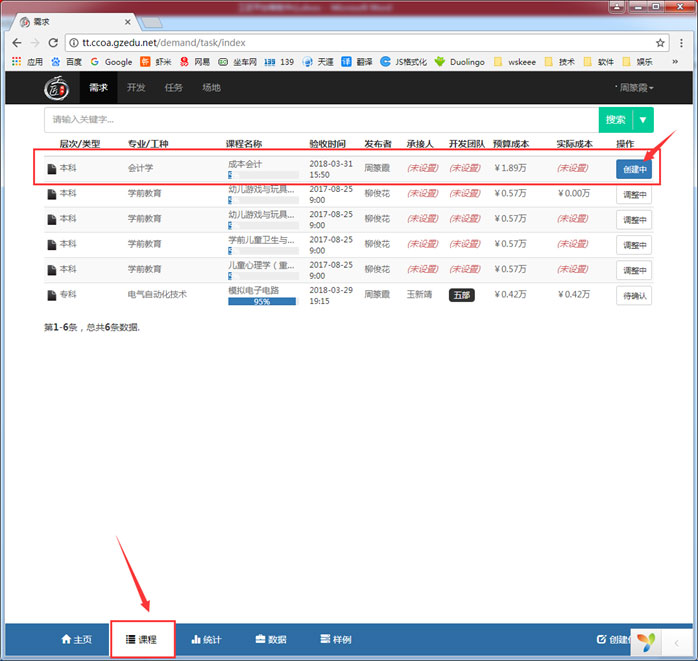 需求
tt.ccoa.gzedu.net/demand/task/index
应用 百度 Google 虾米 网易 坐车网 139 139 天涯 译 翻译 JS格式化 Duolingo wskeee 技术 软件 娱乐 »
需求 开发 任务 场地 周蕠霞
请输入关键字... 搜索
层次/类型 专业/工种 课程名称 验收时间 发布者 承接人 开发团队 预算成本 实际成本 操作
本科 会计学 成本会计 2018-03-31 15:50 周蕠霞 (未设置) (未设置) ￥1.89万 (未设置) 创建中
本科 学前教育 幼儿游戏与玩具... 2017-08-25 9:00 柳俊花 (未设置) (未设置) ￥0.57万 ￥0.00万 调整中
本科 学前教育 幼儿游戏与玩具... 2017-08-25 9:00 柳俊花 (未设置) (未设置) ￥0.57万 (未设置) 调整中
本科 学前教育 学前儿童卫生与... 2017-08-25 9:00 柳俊花 (未设置) (未设置) ￥0.57万 (未设置) 调整中
本科 学前教育 儿童心理学（重... 2017-08-25 9:00 柳俊花 (未设置) (未设置) ￥0.57万 (未设置) 调整中
专科 电气自动化技术 模拟电子电路 95% 2018-03-29 19:15 周蕠霞 王新靖 五部 ￥0.42万 ￥0.42万 待确认
第1-6条，总共6条数据.
主页 课程 统计 数据 样例 创建